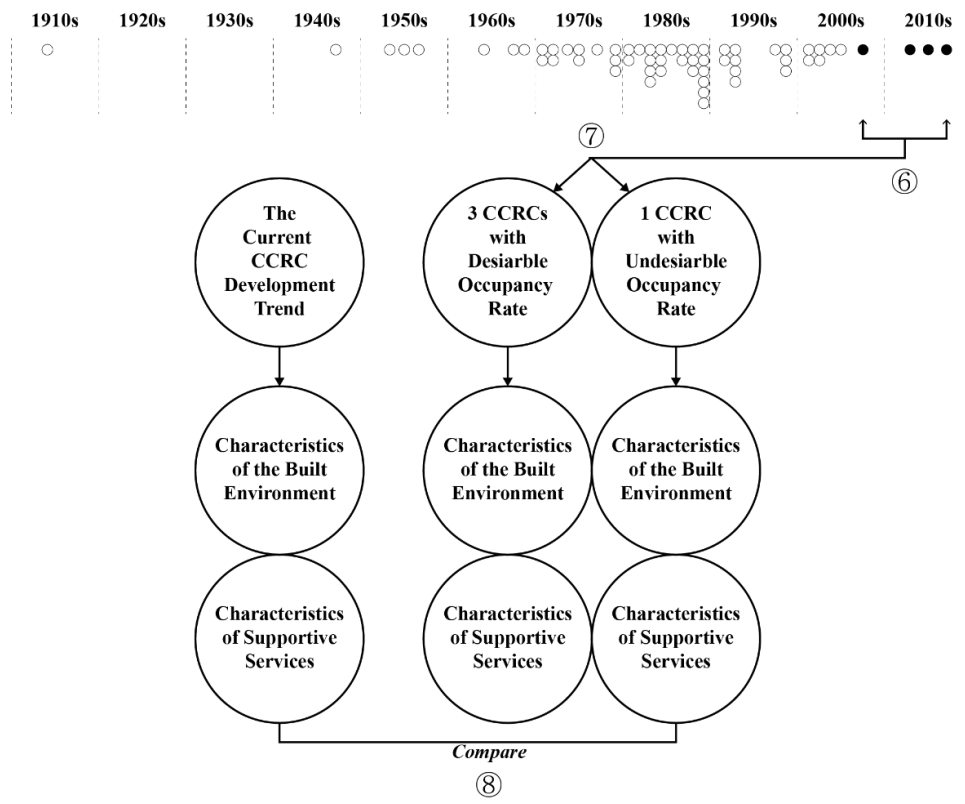 1910s 1920s 1930s 1940s 1950s 1960s 1970s 1980s 1990s 2000s 2010s
⑦
⑥
The
Current
CCRC
Development
Trend
3 CCRCs
with
Desiarble
Occupancy
Rate
1 CCRC
with
Undesiarble
Occupancy
Rate
Characteristics
of the Built
Environment
Characteristics
of the Built
Environment
Characteristics
of the Built
Environment
Characteristics
of Supportive
Services
Characteristics
of Supportive
Services
Characteristics
of Supportive
Services
Compare
⑧